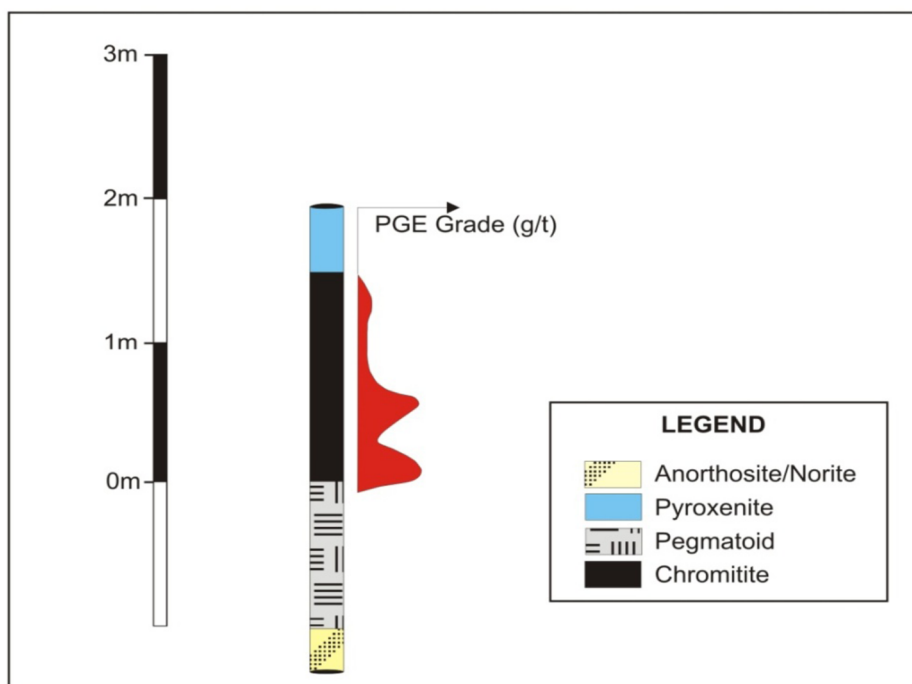 3m
2m
PGE Grade (g/t)
1m
0m
LEGEND
Anorthosite/Norite
Pyroxenite
Pegmatoid
Chromitite